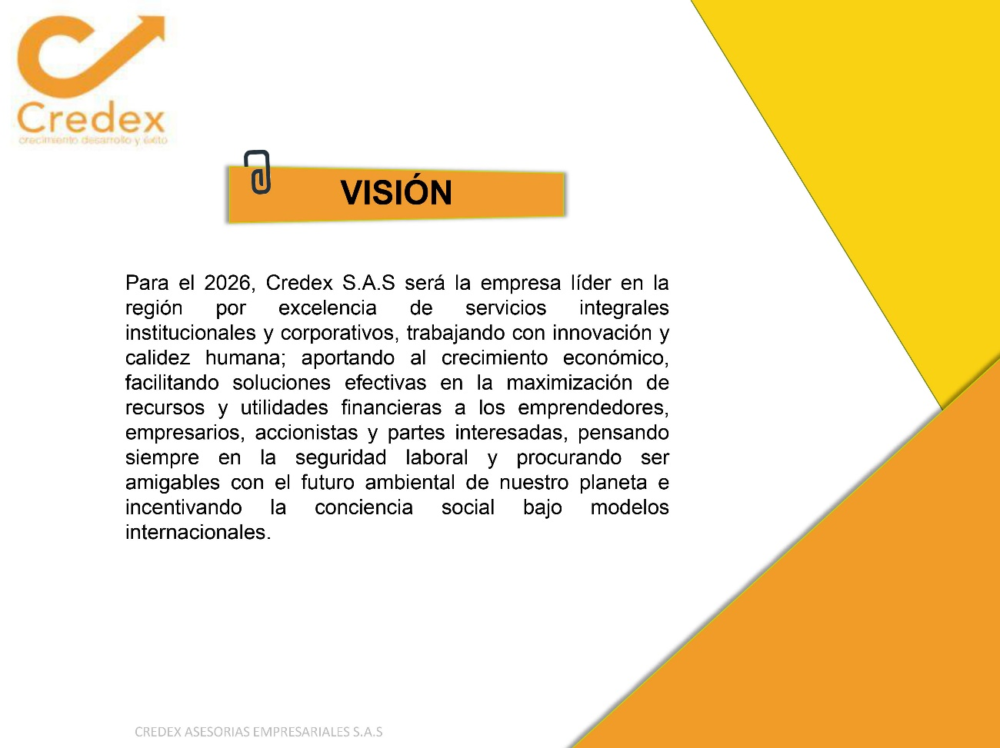 Credex
crecimiento desarrollo y éxito
VISIÓN
Para el 2026, Credex S.A.S será la empresa líder en la
región por excelencia de servicios integrales
institucionales y corporativos, trabajando con innovación y
calidez humana; aportando al crecimiento económico,
facilitando soluciones efectivas en la maximización de
recursos y utilidades financieras a los emprendedores,
empresarios, accionistas y partes interesadas, pensando
siempre en la seguridad laboral y procurando ser
amigables con el futuro ambiental de nuestro planeta e
incentivando la conciencia social bajo modelos
internacionales.
CREDEX ASESORIAS EMPRESARIALES S.A.S